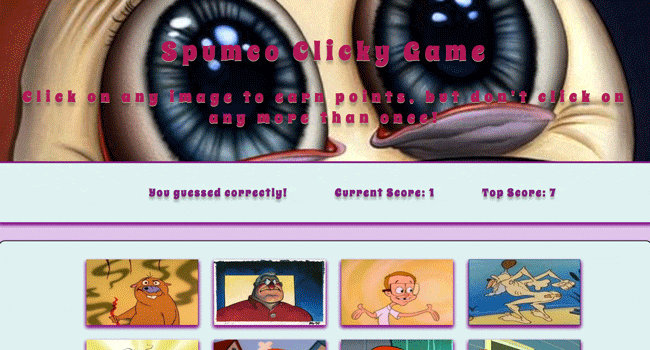 Spumco Clicky Game
Click on any image to earn points, but don't click on
any more than once!
You guessed correctly!
Current Score: 1
Top Score: 7